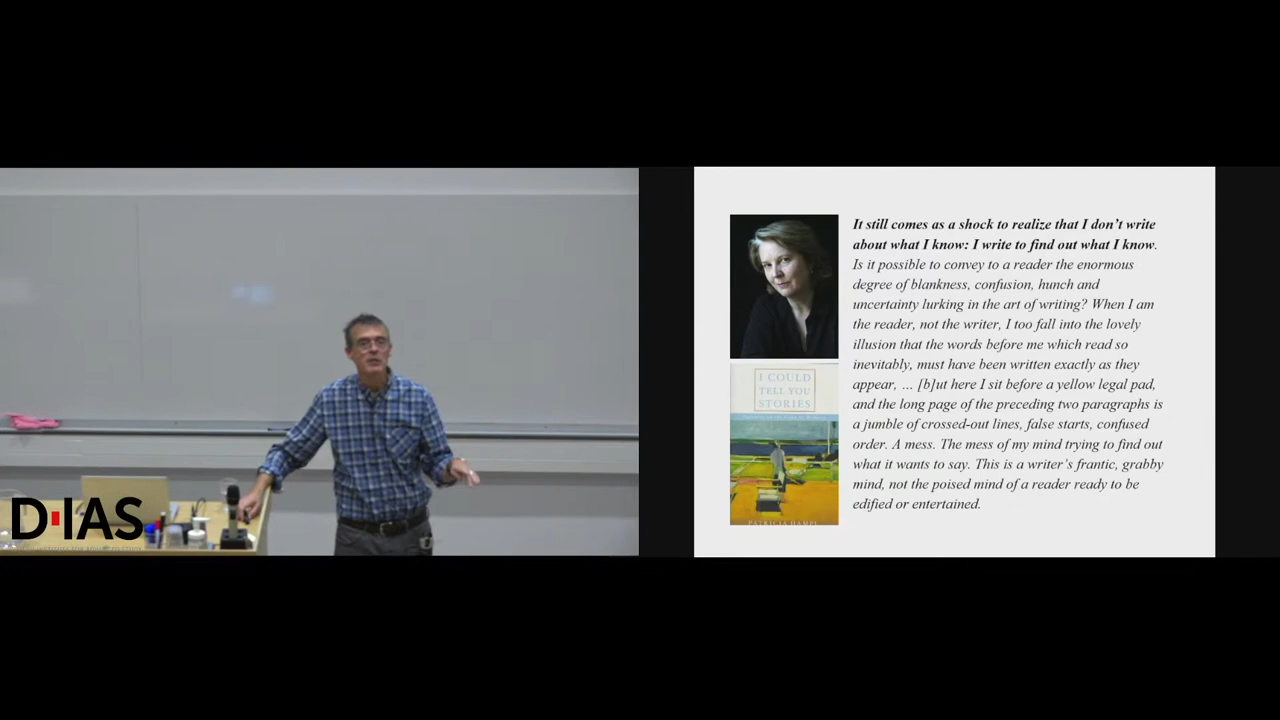 D·IAS
I COULD
TELL YOU
STORIES
PATRICIA HAMPL
It still comes as a shock to realize that I don’t write
about what I know: I write to find out what I know.
Is it possible to convey to a reader the enormous
degree of blankness, confusion, hunch and
uncertainty lurking in the art of writing? When I am
the reader, not the writer, I too fall into the lovely
illusion that the words before me which read so
inevitably, must have been written exactly as they
appear, ... [b]ut here I sit before a yellow legal pad,
and the long page of the preceding two paragraphs is
a jumble of crossed-out lines, false starts, confused
order. A mess. The mess of my mind trying to find out
what it wants to say. This is a writer’s frantic, grabby
mind, not the poised mind of a reader ready to be
edified or entertained.